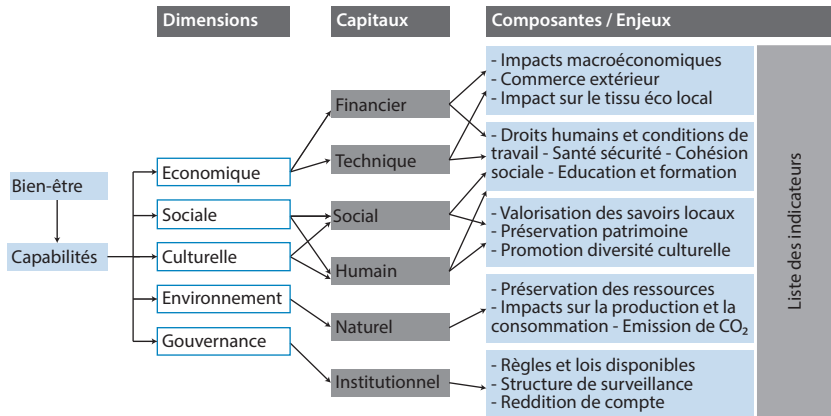 Dimensions
Capitaux
Composantes / Enjeux
Bien-être
Capabilités
Economique
Sociale
Culturelle
Environnement
Gouvernance
Financier
Technique
Social
Humain
Naturel
Institutionnel
- Impacts macroéconomiques
- Commerce extérieur
- Impact sur le tissu éco local
- Droits humains et conditions de
travail - Santé sécurité - Cohésion
sociale - Education et formation
- Valorisation des savoirs locaux
- Préservation patrimoine
- Promotion diversité culturelle
- Préservation des ressources
- Impacts sur la production et la
consommation - Emission de CO₂
- Règles et lois disponibles
- Structure de surveillance
- Reddition de compte
Liste des indicateurs